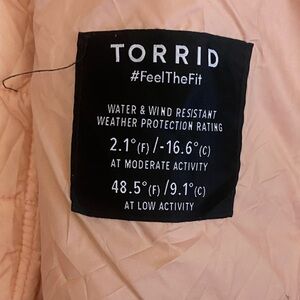 TORRID
#FeelTheFit
WATER & WIND RESISTANT
WEATHER PROTECTION RATING
2.1°(F) /-16.6°(C)
AT MODERATE ACTIVITY
48.5°(F) /9.1°(C)
AT LOW ACTIVITY